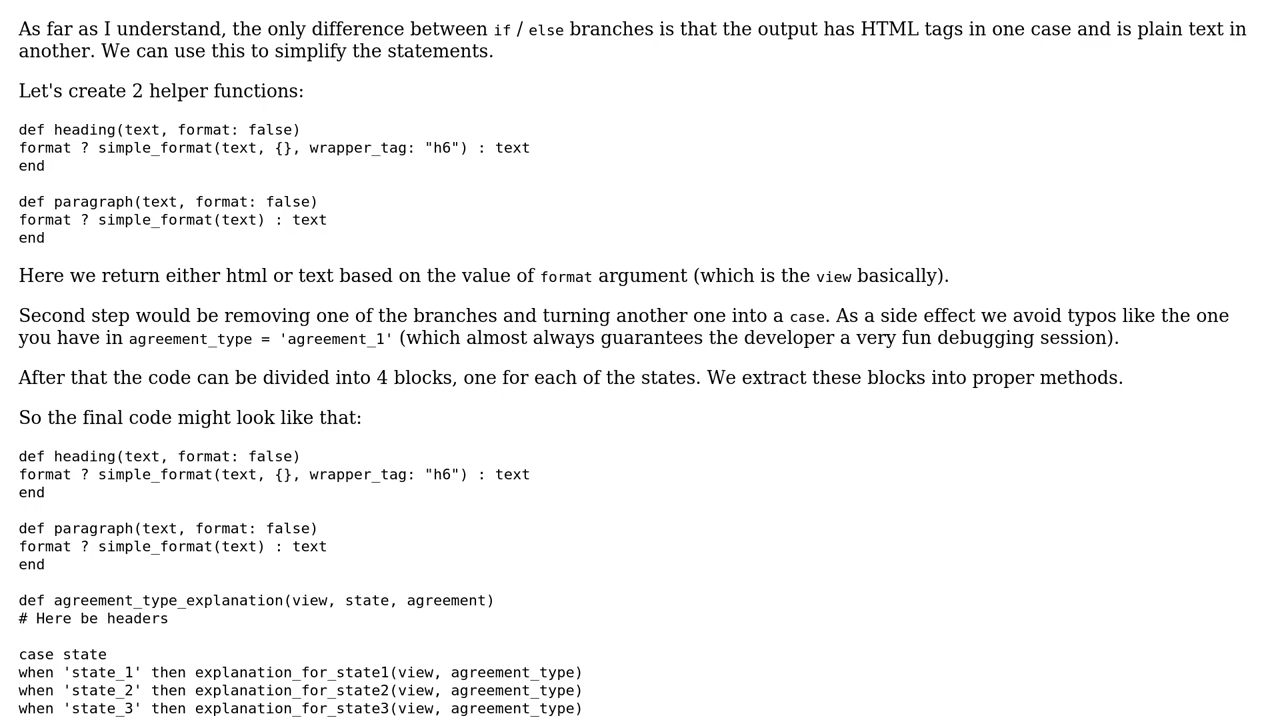 As far as I understand, the only difference between if / else branches is that the output has HTML tags in one case and is plain text in
another. We can use this to simplify the statements.
Let's create 2 helper functions:
def heading(text, format: false)
format ? simple_format(text, {}, wrapper_tag: "h6") : text
end
def paragraph(text, format: false)
format ? simple_format(text) : text
end
Here we return either html or text based on the value of format argument (which is the view basically).
Second step would be removing one of the branches and turning another one into a case. As a side effect we avoid typos like the one
you have in agreement_type = 'agreement_1' (which almost always guarantees the developer a very fun debugging session).
After that the code can be divided into 4 blocks, one for each of the states. We extract these blocks into proper methods.
So the final code might look like that:
def heading(text, format: false)
format ? simple_format(text, {}, wrapper_tag: "h6") : text
end
def paragraph(text, format: false)
format ? simple_format(text) : text
end
def agreement_type_explanation(view, state, agreement)
# Here be headers
case state
when 'state_1' then explanation_for_state1(view, agreement_type)
when 'state_2' then explanation_for_state2(view, agreement_type)
when 'state_3' then explanation_for_state3(view, agreement_type)